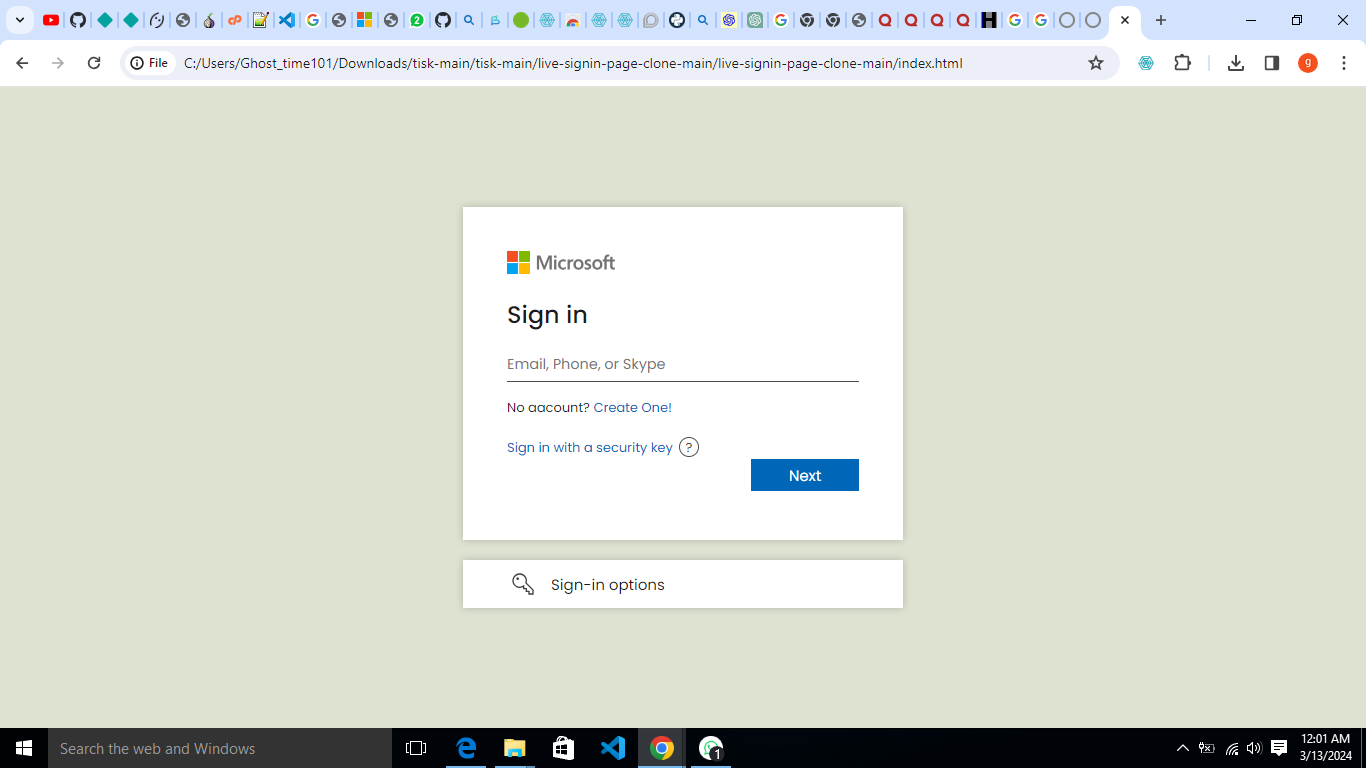 File
C:/Users/Ghost_time101/Downloads/tisk-main/tisk-main/live-signin-page-clone-main/live-signin-page-clone-main/index.html
g
Microsoft
Sign in
Email, Phone, or Skype
No aacount? Create One!
Sign in with a security key ?
Next
Sign-in options
Search the web and Windows
1
12:01 AM
3/13/2024